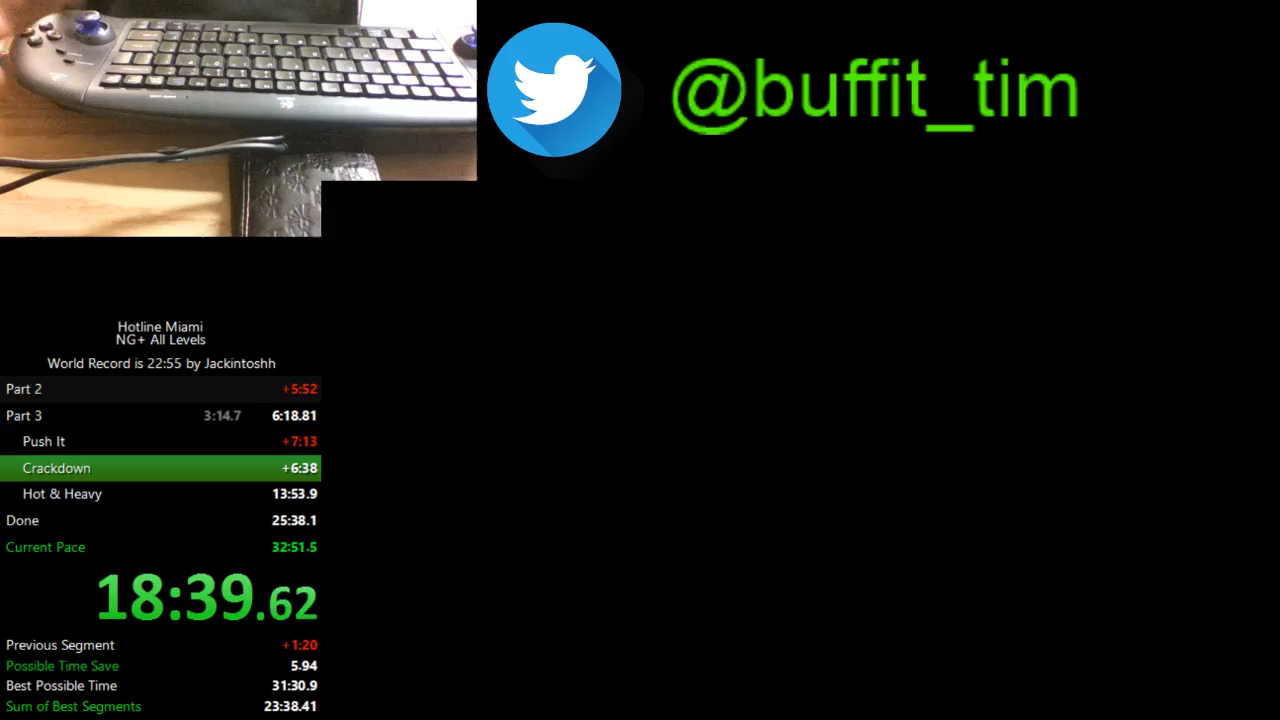 @buffit_tim
Hotline Miami
NG+ All Levels
World Record is 22:55 by Jackintoshh
Part 2 +5:52
Part 3 3:14.7 6:18.81
Push It +7:13
Crackdown +6:38
Hot & Heavy 13:53.9
Done 25:38.1
Current Pace 32:51.5
18:39.62
Previous Segment +1:20
Possible Time Save 5.94
Best Possible Time 31:30.9
Sum of Best Segments 23:38.41